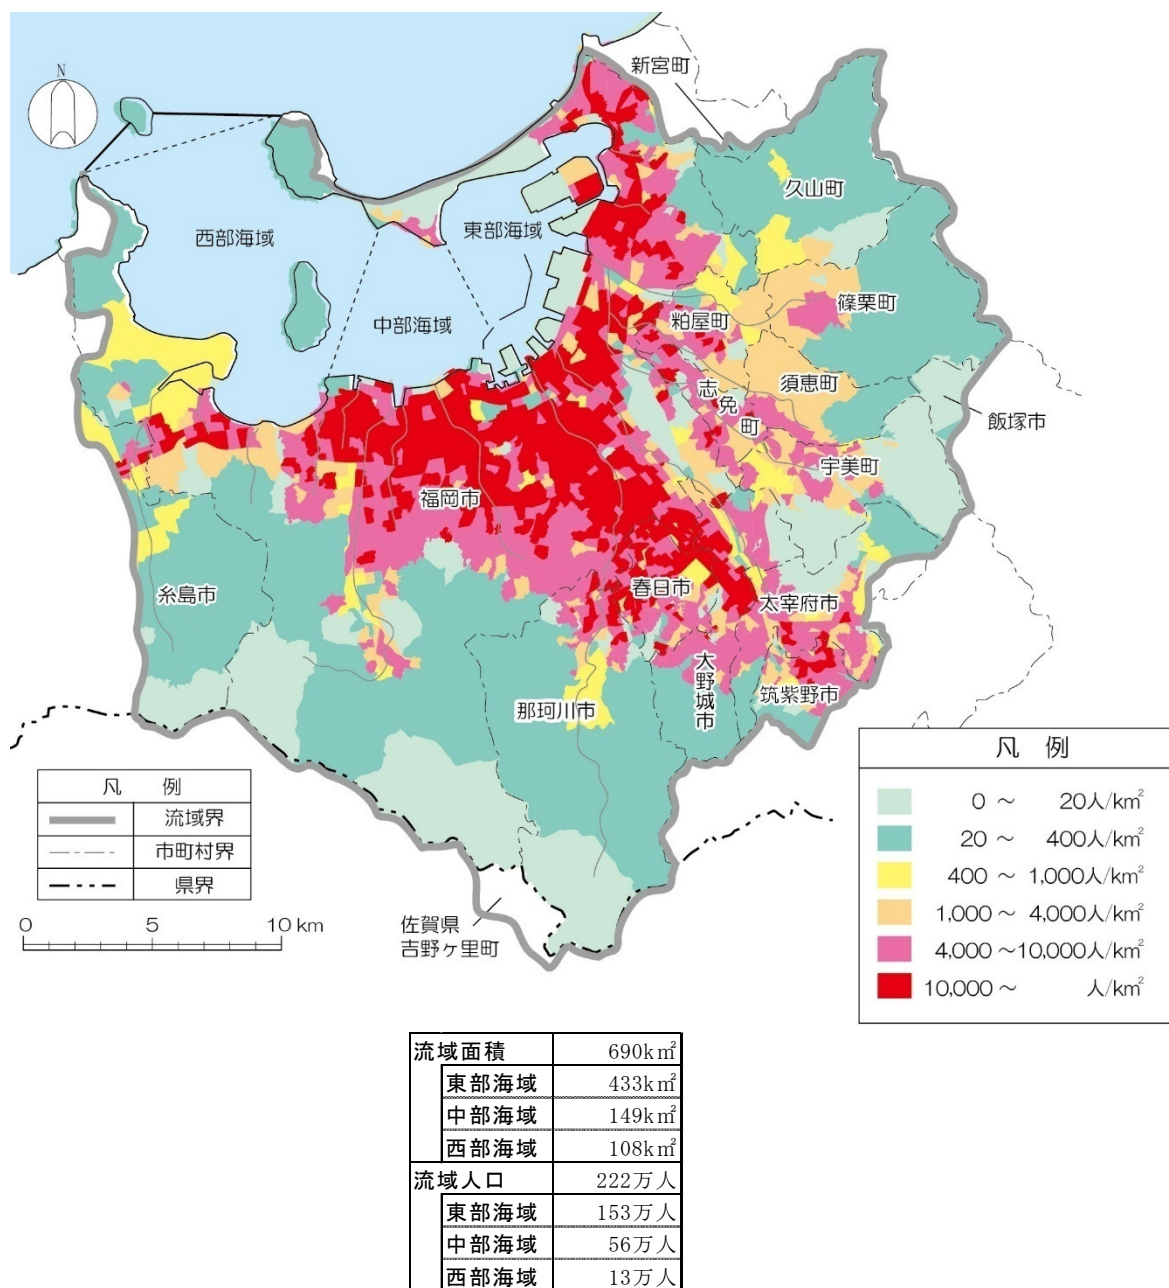 新宮町
N
久山町
西部海域
東部海域
中部海域
篠栗町
粕屋町
須恵町
志免町
飯塚市
宇美町
福岡市
糸島市
春日市
太宰府市
大野城市
筑紫野市
那珂川市
凡 例
流域界
市町村界
県界
0 5 10 km
佐賀県
吉野ヶ里町
凡 例
0 ～ 20人/km²
20 ～ 400人/km²
400 ～ 1,000人/km²
1,000 ～ 4,000人/km²
4,000 ～10,000人/km²
10,000 ～ 人/km²
流域面積 690k㎡
東部海域 433k㎡
中部海域 149k㎡
西部海域 108k㎡
流域人口 222万人
東部海域 153万人
中部海域 56万人
西部海域 13万人